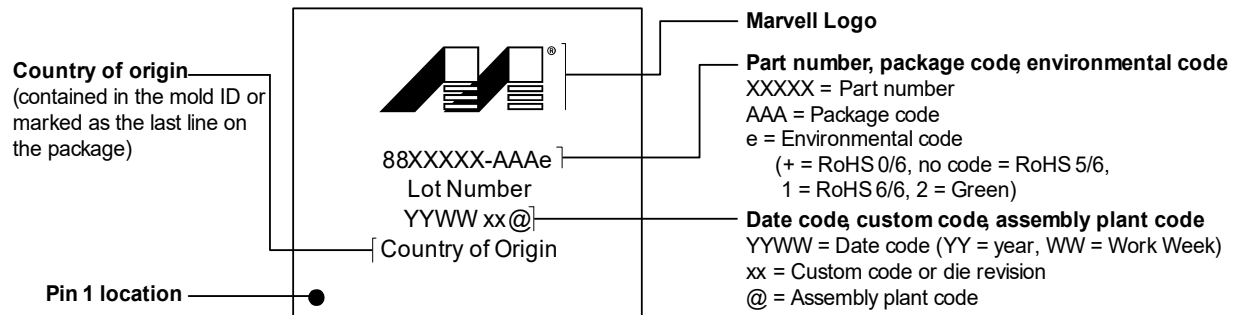 Marvell Logo
Country of origin
(contained in the mold ID or
marked as the last line on
the package)
®
Part number, package code, environmental code
XXXXX = Part number
AAA = Package code
e = Environmental code
(+ = RoHS 0/6, no code = RoHS 5/6,
1 = RoHS 6/6, 2 = Green)
88XXXXX-AAAe
Lot Number
YYWW xx@
Country of Origin
Date code, custom code, assembly plant code
YYWW = Date code (YY = year, WW = Work Week)
xx = Custom code or die revision
@ = Assembly plant code
Pin 1 location